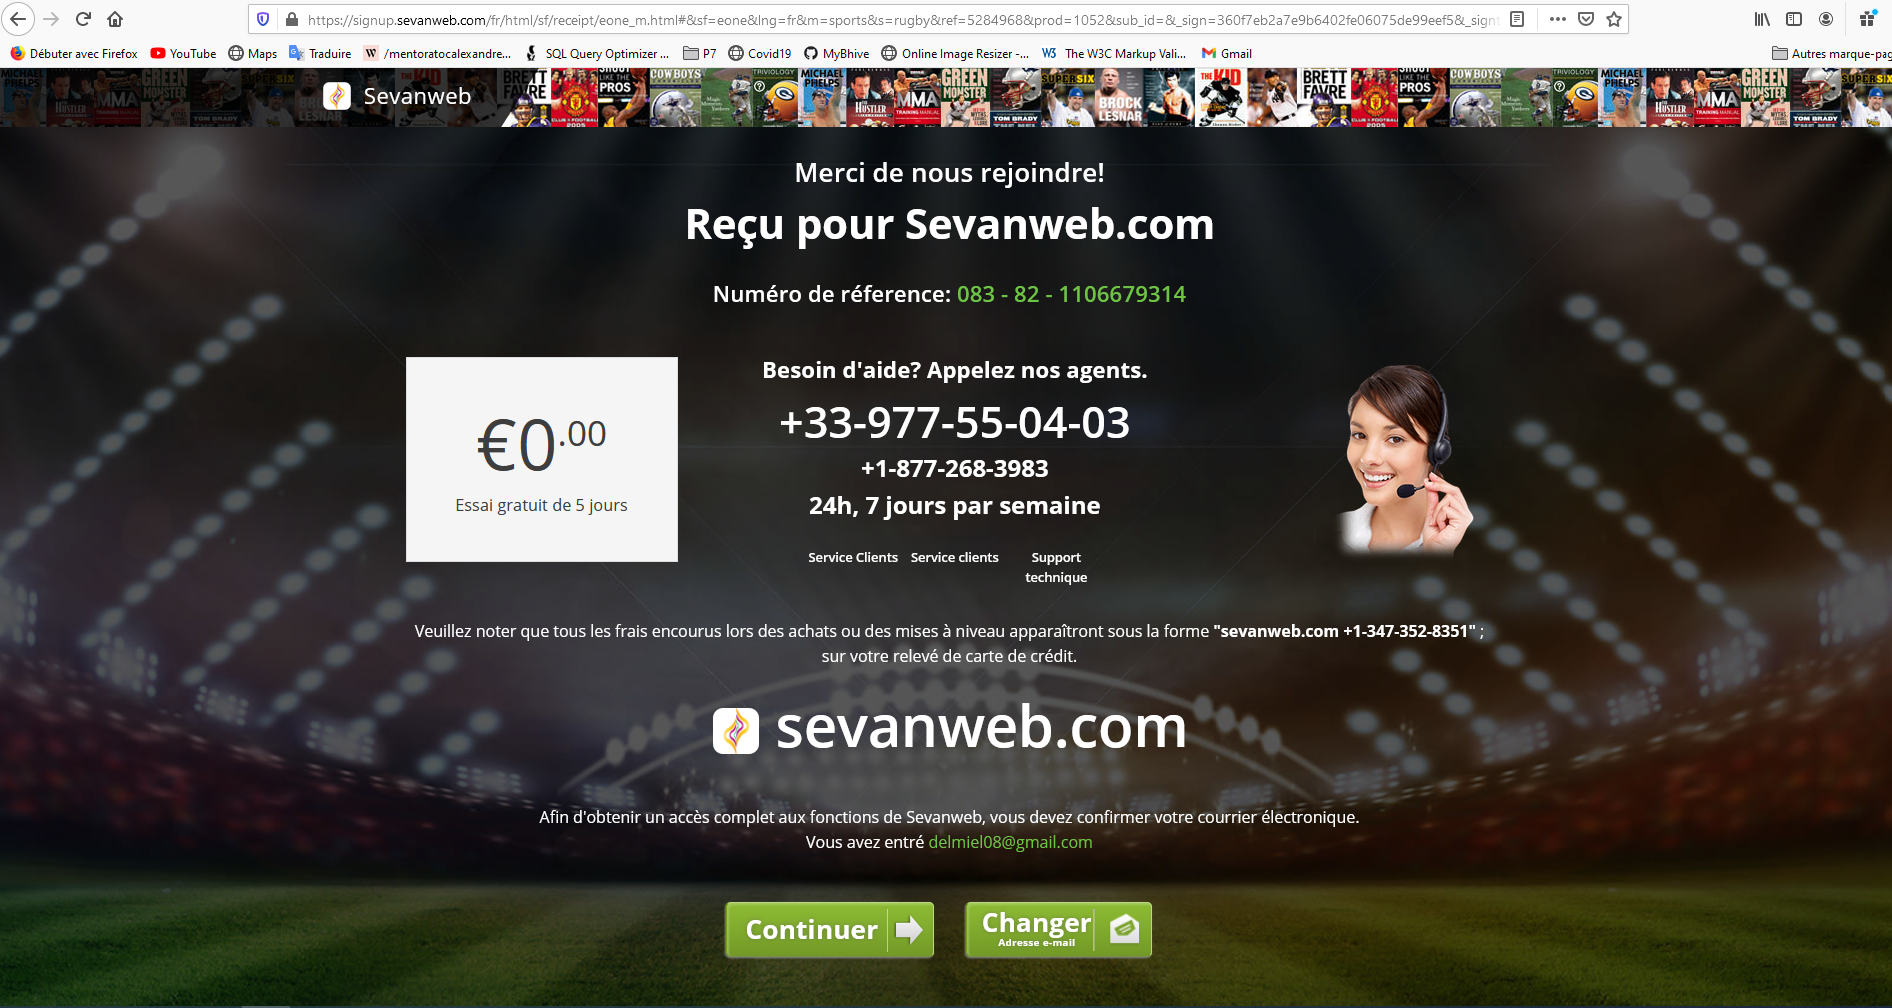 https://signup.sevanweb.com/fr/html/sf/receipt/eone_m.html#&sf=eone&lng=fr&m=sports&s=rugby&ref=5284968&prod=1052&sub_id=&_sign=360f7eb2a7e9b6402fe06075de99eef5&_signt
Débuter avec Firefox YouTube Maps Traduire /mentoratocalexandre... SQL Query Optimizer ... P7 Covid19 MyBhive Online Image Resizer -... The W3C Markup Vali... Gmail Autres marque-pag
Sevanweb
Merci de nous rejoindre!
Reçu pour Sevanweb.com
Numéro de réference: 083 - 82 - 1106679314
€0.00
Essai gratuit de 5 jours
Besoin d'aide? Appelez nos agents.
+33-977-55-04-03
+1-877-268-3983
24h, 7 jours par semaine
Service Clients Service clients Support
technique
Veuillez noter que tous les frais encourus lors des achats ou des mises à niveau apparaîtront sous la forme "sevanweb.com +1-347-352-8351" ;
sur votre relevé de carte de crédit.
sevanweb.com
Afin d'obtenir un accès complet aux fonctions de Sevanweb, vous devez confirmer votre courrier électronique.
Vous avez entré delmiel08@gmail.com
Continuer
Changer
Adresse e-mail